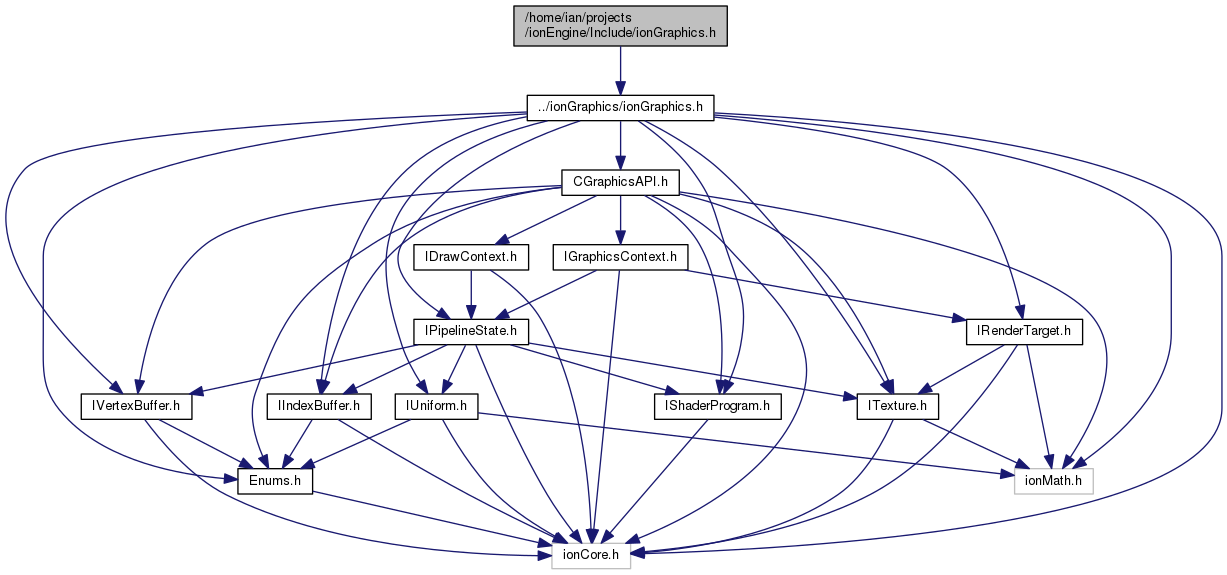 /home/ian/projects
/ionEngine/Include/ionGraphics.h
../ionGraphics/ionGraphics.h
CGraphicsAPI.h
IDrawContext.h
IGraphicsContext.h
IPipelineState.h
IRenderTarget.h
IVertexBuffer.h
IIndexBuffer.h
IUniform.h
IShaderProgram.h
ITexture.h
Enums.h
ionMath.h
ionCore.h